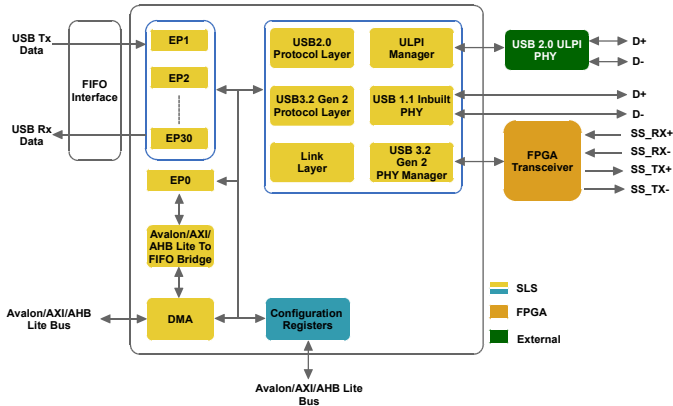 USB Tx
Data
FIFO
Interface
USB Rx
Data
EP1
EP2
EP30
EP0
Avalon/AXI/
AHB Lite To
FIFO Bridge
DMA
Avalon/AXI/AHB
Lite Bus
USB2.0
Protocol Layer
ULPI
Manager
USB3.2 Gen 2
Protocol Layer
USB 1.1 Inbuilt
PHY
Link
Layer
USB 3.2
Gen 2
PHY Manager
Configuration
Registers
Avalon/AXI/AHB Lite
Bus
USB 2.0 ULPI
PHY
D+
D-
D+
D-
FPGA
Transceiver
SS_RX+
SS_RX-
SS_TX+
SS_TX-
SLS
FPGA
External